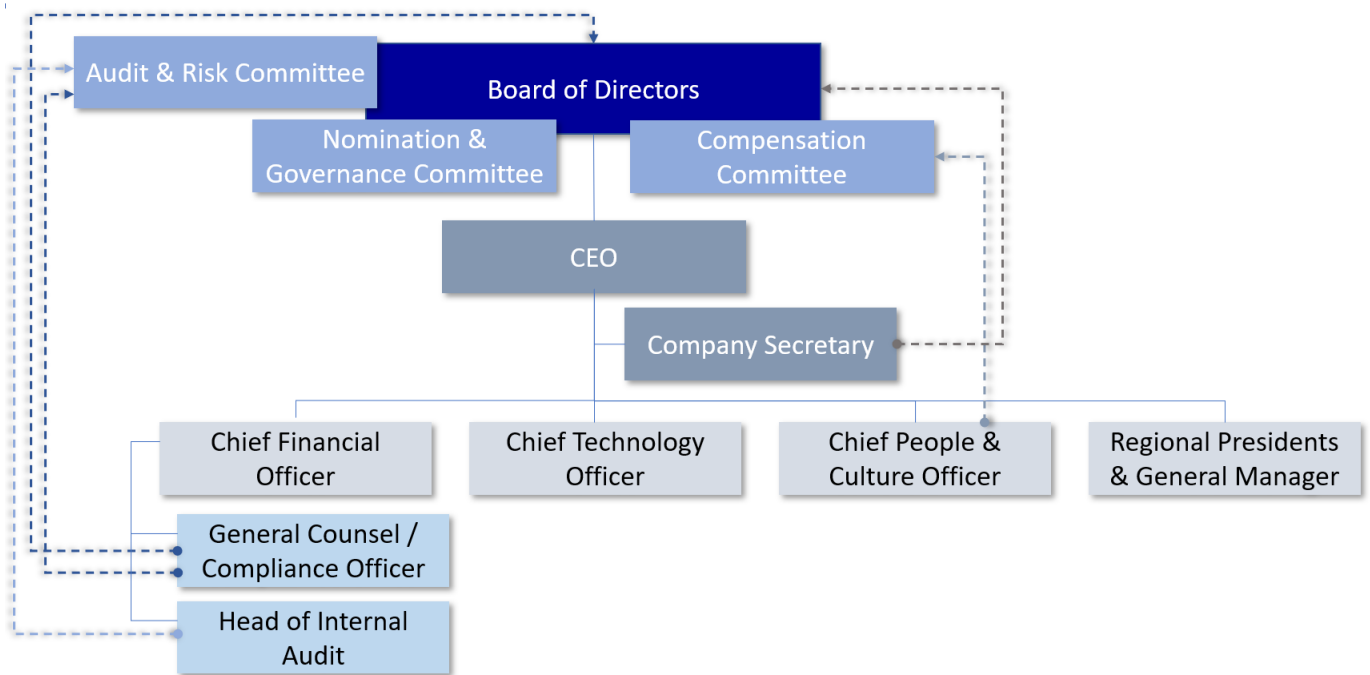 Audit & Risk Committee
Board of Directors
Nomination &
Governance Committee
Compensation
Committee
CEO
Company Secretary
Chief Financial
Officer
Chief Technology
Officer
Chief People &
Culture Officer
Regional Presidents
& General Manager
General Counsel /
Compliance Officer
Head of Internal
Audit